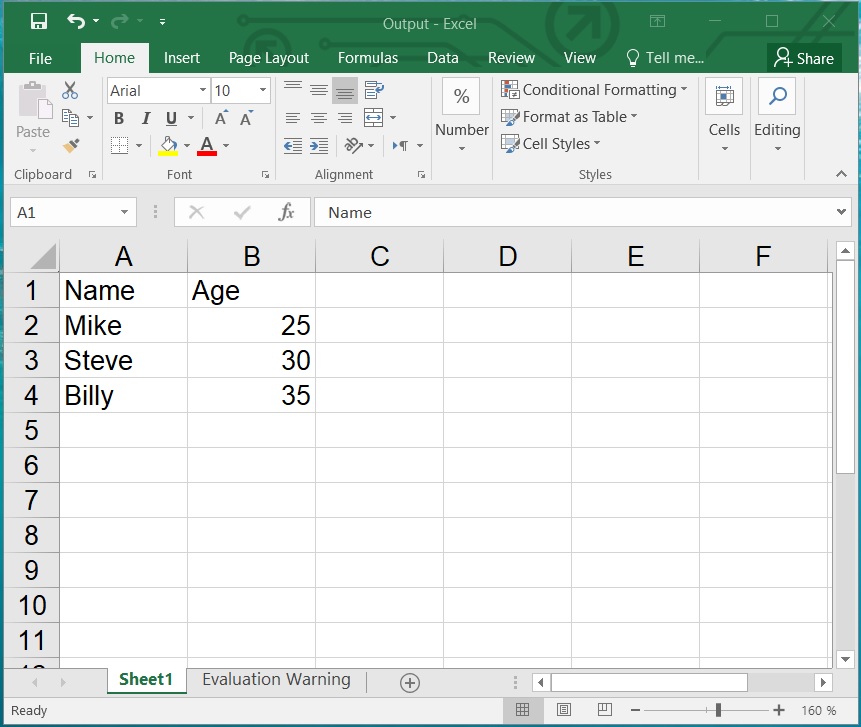 Output - Excel
File Home Insert Page Layout Formulas Data Review View Tell me... Share
Paste
Arial 10
B I U A A
A
%
Number
Conditional Formatting
Format as Table
Cell Styles
Cells
Editing
Clipboard Font Alignment Styles
A1 fx Name
A B C D E F
1 Name Age
2 Mike 25
3 Steve 30
4 Billy 35
5
6
7
8
9
10
11
Sheet1 Evaluation Warning
Ready 160 %